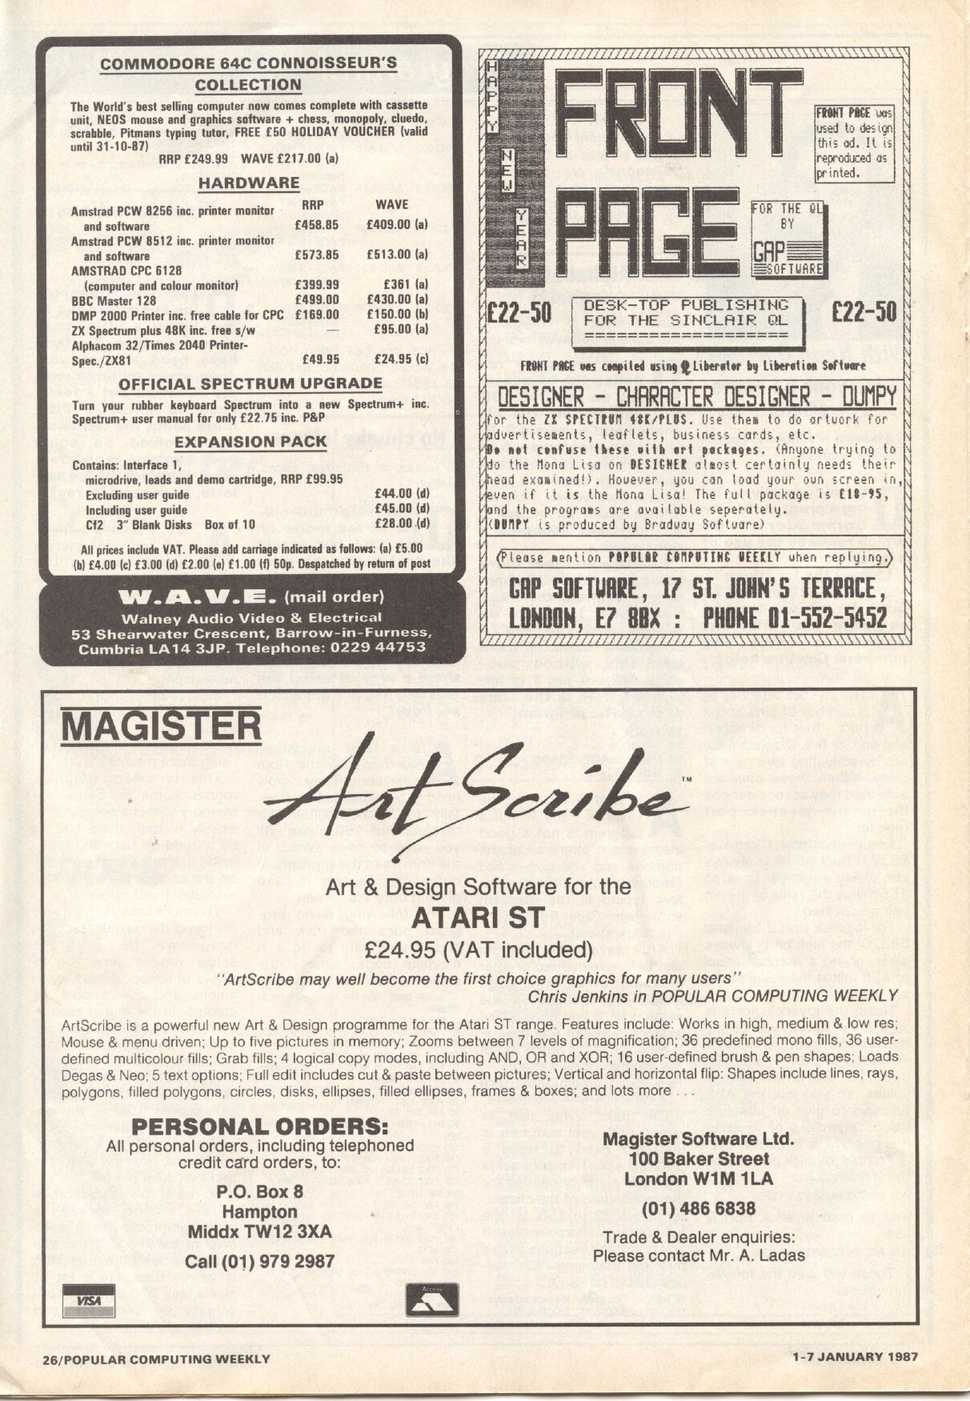 COMMODORE 64C CONNOISSEUR'S
COLLECTION
The World's best selling computer now comes complete with cassette
unit, NEOS mouse and graphics software + chess, monopoly, cluedo,
scrabble, Pitmans typing tutor, FREE £50 HOLIDAY VOUCHER (valid
until 31-10-87)
RRP £249.99 WAVE £217.00 (a)
HARDWARE
RRP WAVE
Amstrad PCW 8256 inc. printer monitor
and software £458.85 £409.00 (a)
Amstrad PCW 8512 inc. printer monitor
and software £573.85 £513.00 (a)
AMSTRAD CPC 6128
(computer and colour monitor) £399.99 £361 (a)
BBC Master 128 £499.00 £430.00 (a)
DMP 2000 Printer inc. free cable for CPC £169.00 £150.00 (b)
ZX Spectrum plus 48K inc. free s/w — £95.00 (a)
Alphacom 32/Times 2040 Printer-
Spec./ZX81 £49.95 £24.95 (c)
OFFICIAL SPECTRUM UPGRADE
Turn your rubber keyboard Spectrum into a new Spectrum+ inc.
Spectrum+ user manual for only £22.75 inc. P&P
EXPANSION PACK
Contains: Interface 1,
microdrive, leads and demo cartridge, RRP £99.95
Excluding user guide £44.00 (d)
Including user guide £45.00 (d)
Cf2 3" Blank Disks Box of 10 £28.00 (d)
All prices include VAT. Please add carriage indicated as follows: (a) £5.00
(b) £4.00 (c) £3.00 (d) £2.00 (e) £1.00 (f) 50p. Despatched by return of post
W.A.V.E. (mail order)
Walney Audio Video & Electrical
53 Shearwater Crescent, Barrow-in-Furness,
Cumbria LA14 3JP. Telephone: 0229 44753
HAPPY
NEW
YEAR
FRONT
PAGE
FRONT PAGE was
used to design
this ad. It is
reproduced as
printed.
FOR THE QL
BY
GAP
SOFTWARE
£22-50
DESK-TOP PUBLISHING
FOR THE SINCLAIR QL
====================
£22-50
FRONT PAGE was compiled using Q Liberator by Liberation Software
DESIGNER - CHARACTER DESIGNER - DUMPY
for the ZX SPECTRUM 48K/PLUS. Use them to do artwork for
advertisements, leaflets, business cards, etc.
Do not confuse these with art packages. (Anyone trying to
do the Mona Lisa on DESIGNER almost certainly needs their
head examined!). However, you can load your own screen in,
even if it is the Mona Lisa! The full package is £18-95,
and the programs are available seperately.
(DUMPY is produced by Bradway Software)
(Please mention POPULAR COMPUTING WEEKLY when replying.)
GAP SOFTWARE, 17 ST. JOHN'S TERRACE,
LONDON, E7 8BX : PHONE 01-552-5452
MAGISTER
ArtScribe™
Art & Design Software for the
ATARI ST
£24.95 (VAT included)
"ArtScribe may well become the first choice graphics for many users"
Chris Jenkins in POPULAR COMPUTING WEEKLY
ArtScribe is a powerful new Art & Design programme for the Atari ST range. Features include: Works in high, medium & low res;
Mouse & menu driven; Up to five pictures in memory; Zooms between 7 levels of magnification; 36 predefined mono fills, 36 user-
defined multicolour fills; Grab fills; 4 logical copy modes, including AND, OR and XOR; 16 user-defined brush & pen shapes; Loads
Degas & Neo; 5 text options; Full edit includes cut & paste between pictures; Vertical and horizontal flip: Shapes include lines, rays,
polygons, filled polygons, circles, disks, ellipses, filled ellipses, frames & boxes; and lots more . . .
PERSONAL ORDERS:
All personal orders, including telephoned
credit card orders, to:
P.O. Box 8
Hampton
Middx TW12 3XA
Call (01) 979 2987
Magister Software Ltd.
100 Baker Street
London W1M 1LA
(01) 486 6838
Trade & Dealer enquiries:
Please contact Mr. A. Ladas
VISA
Access
26/POPULAR COMPUTING WEEKLY
1-7 JANUARY 1987